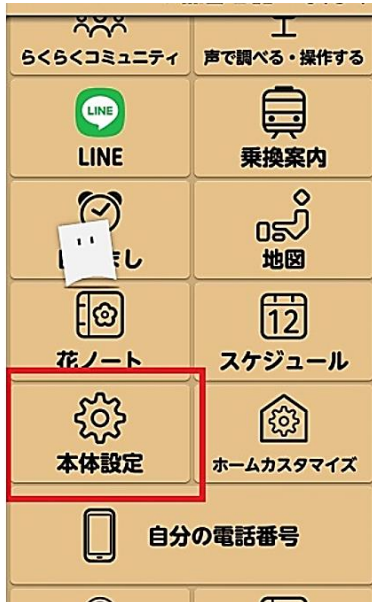 らくらくコミュニティ
声で調べる・操作する
LINE
LINE
乗換案内
まし
地図
花ノート
12
スケジュール
本体設定
ホームカスタマイズ
自分の電話番号